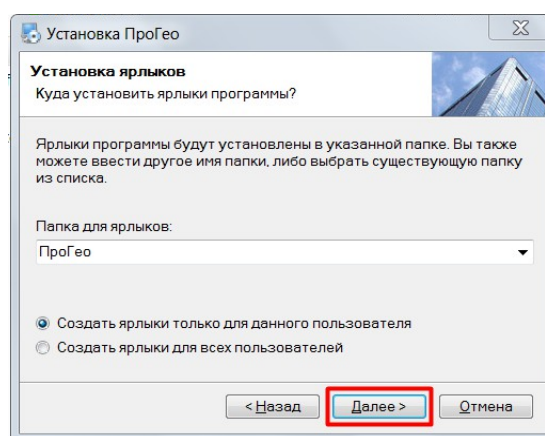 Установка ПроГео
Установка ярлыков
Куда установить ярлыки программы?
Ярлыки программы будут установлены в указанной папке. Вы также
можете ввести другое имя папки, либо выбрать существующую папку
из списка.
Папка для ярлыков:
ПроГео
Создать ярлыки только для данного пользователя
Создать ярлыки для всех пользователей
< Назад Далее > Отмена